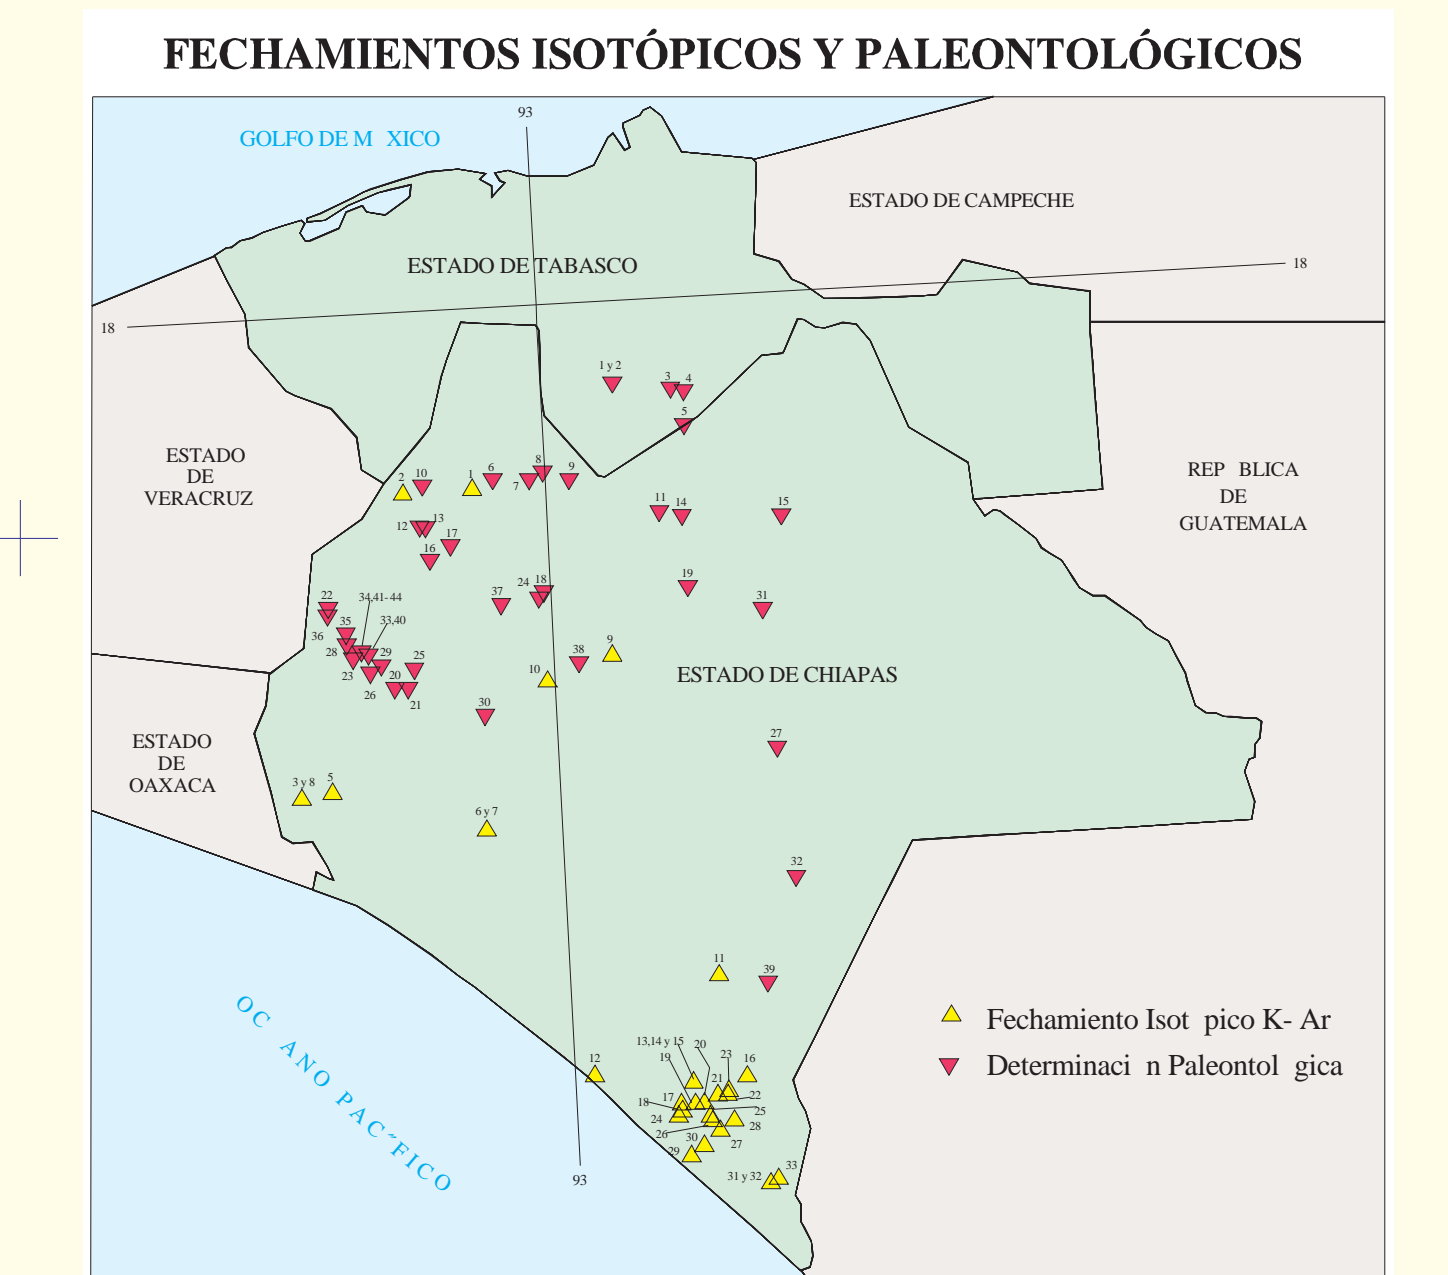 FECHAMIENTOS ISOTÓPICOS Y PALEONTOLÓGICOS
93
GOLFO DE M XICO
ESTADO DE CAMPECHE
ESTADO DE TABASCO
18
18
1 y 2
3
4
5
ESTADO
DE
VERACRUZ
REP BLICA
DE
GUATEMALA
2
10
1
6
7
8
9
11
14
15
12
13
17
16
22
34,41- 44
33,40
35
36
28
23
26
29
20
25
21
37
24
18
19
31
38
9
10
30
27
ESTADO DE CHIAPAS
ESTADO
DE
OAXACA
3 y 8
5
6 y 7
32
11
39
OC ANO PAC˝FICO
Fechamiento Isot pico K- Ar
Determinaci n Paleontol gica
12
13,14 y 15
20
19
23
16
21
22
17
18
24
25
26
28
27
30
29
31 y 32
33
93